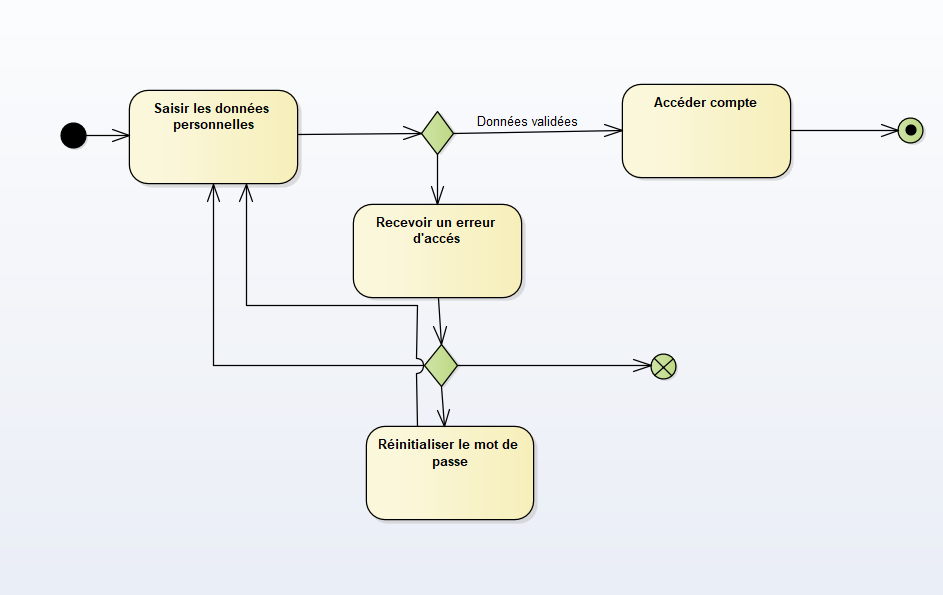 Saisir les données
personnelles
Données validées
Accéder compte
Recevoir un erreur
d'accés
Réinitialiser le mot de
passe